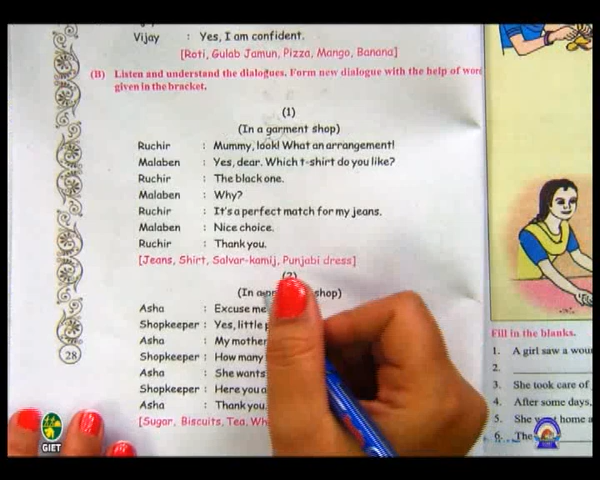 Vijay : Yes, I am confident.
[Roti, Gulab Jamun, Pizza, Mango, Banana]
(B) Listen and understand the dialogues. Form new dialogue with the help of
given in the bracket.
(1)
(In a garment shop)
Ruchir : Mummy, look! What an arrangement!
Malaben : Yes, dear. Which t-shirt do you like?
Ruchir : The black one.
Malaben : Why?
Ruchir : It's a perfect match for my jeans.
Malaben : Nice choice.
Ruchir : Thank you.
[Jeans, Shirt, Salvar-kamij, Punjabi dress]
(2)
(In a shop)
Asha : Excuse me
Shopkeeper : Yes, little
Asha : My mother
Shopkeeper : How many
Asha : She wants
Shopkeeper : Here you
Asha : Thank you.
[Sugar, Biscuits, Tea,
28
Fill in the blanks.
1. A girl saw a
2.
3. She took care of
4. After some days,
5. She home a
6. The
GIET